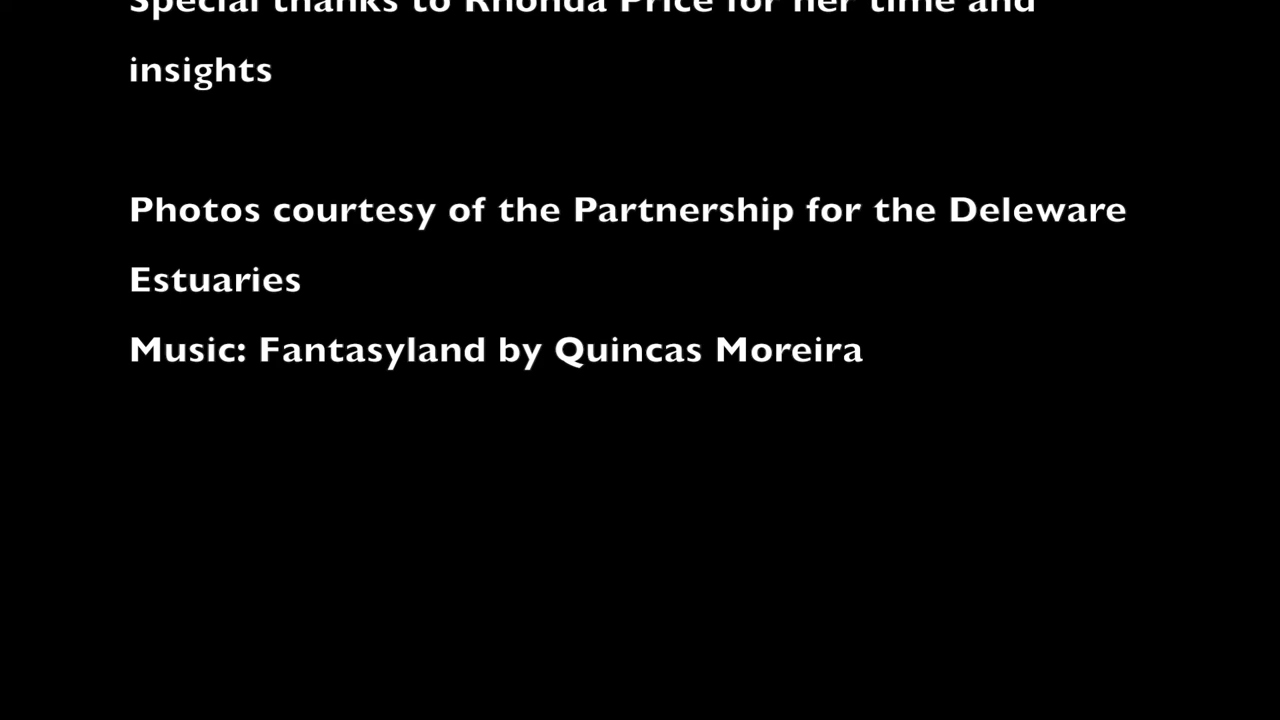 Special thanks to Rhonda Price for her time and
insights
Photos courtesy of the Partnership for the Deleware
Estuaries
Music: Fantasyland by Quincas Moreira